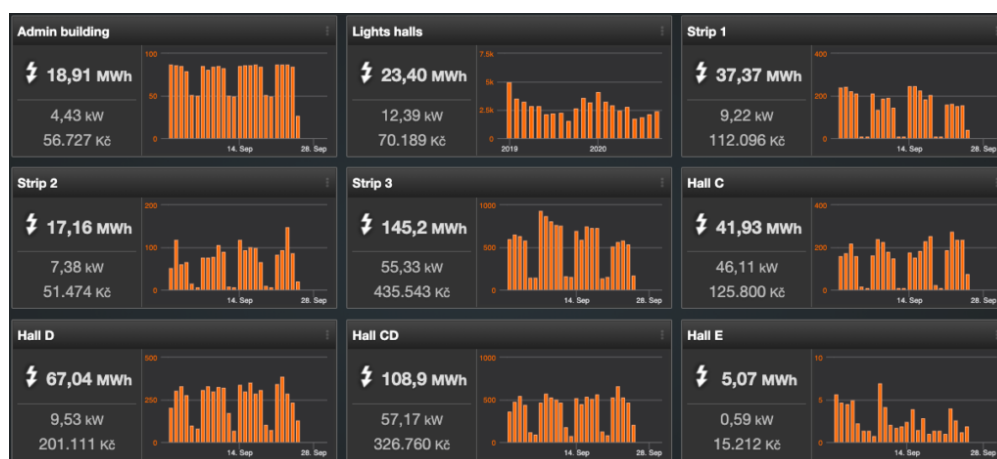 Admin building
18,91 MWh
4,43 kW
56.727 Kč
100
50
0
14. Sep
28. Sep
Lights halls
23,40 MWh
12,39 kW
70.189 Kč
7.5k
5k
2.5k
0
2019
2020
Strip 1
37,37 MWh
9,22 kW
112.096 Kč
400
200
0
14. Sep
28. Sep
Strip 2
17,16 MWh
7,38 kW
51.474 Kč
200
100
0
14. Sep
28. Sep
Strip 3
145,2 MWh
55,33 kW
435.543 Kč
1000
500
0
14. Sep
28. Sep
Hall C
41,93 MWh
46,11 kW
125.800 Kč
400
200
0
14. Sep
28. Sep
Hall D
67,04 MWh
9,53 kW
201.111 Kč
500
250
0
14. Sep
28. Sep
Hall CD
108,9 MWh
57,17 kW
326.760 Kč
1000
500
0
14. Sep
28. Sep
Hall E
5,07 MWh
0,59 kW
15.212 Kč
10
5
0
14. Sep
28. Sep